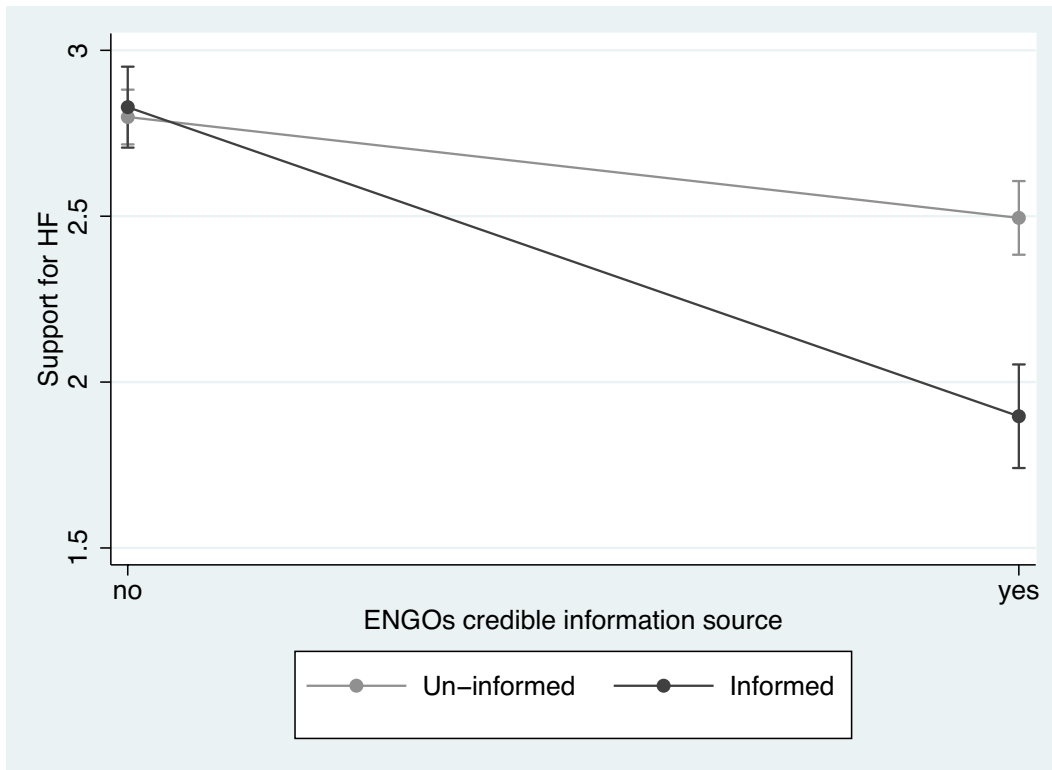 3
2.5
2
1.5
Support for HF
no yes
ENGOs credible information source
Un−informed Informed